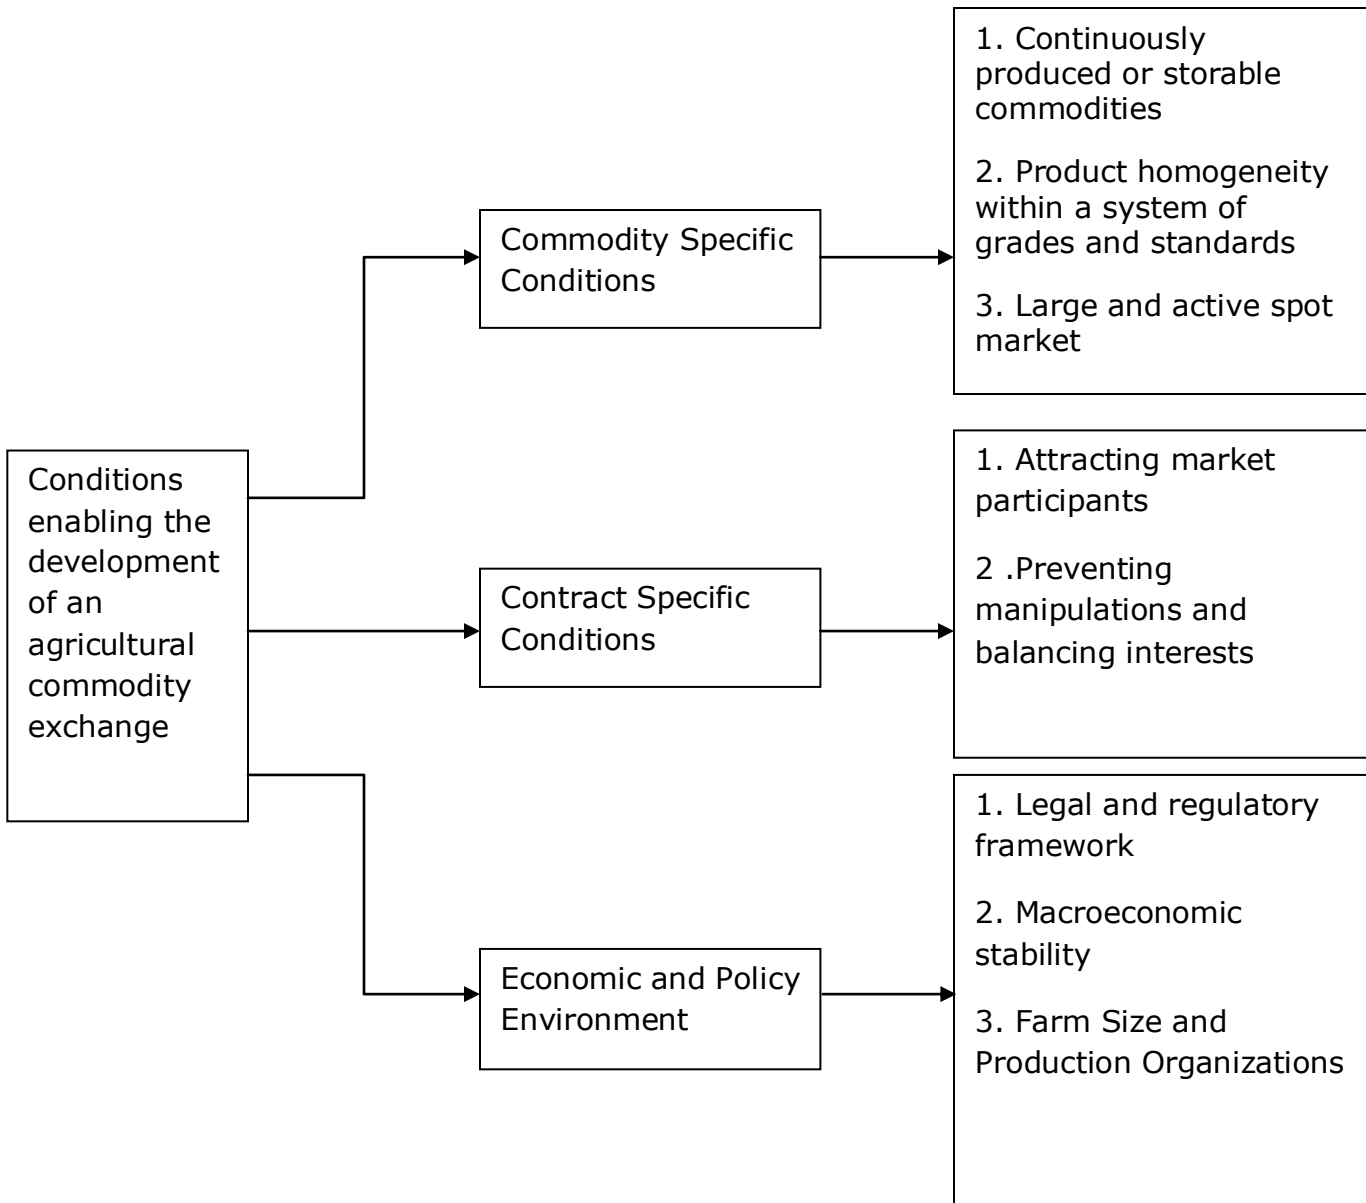 Conditions
enabling the
development
of an
agricultural
commodity
exchange
Commodity Specific
Conditions
1. Continuously
produced or storable
commodities
2. Product homogeneity
within a system of
grades and standards
3. Large and active spot
market
Contract Specific
Conditions
1. Attracting market
participants
2 .Preventing
manipulations and
balancing interests
Economic and Policy
Environment
1. Legal and regulatory
framework
2. Macroeconomic
stability
3. Farm Size and
Production Organizations